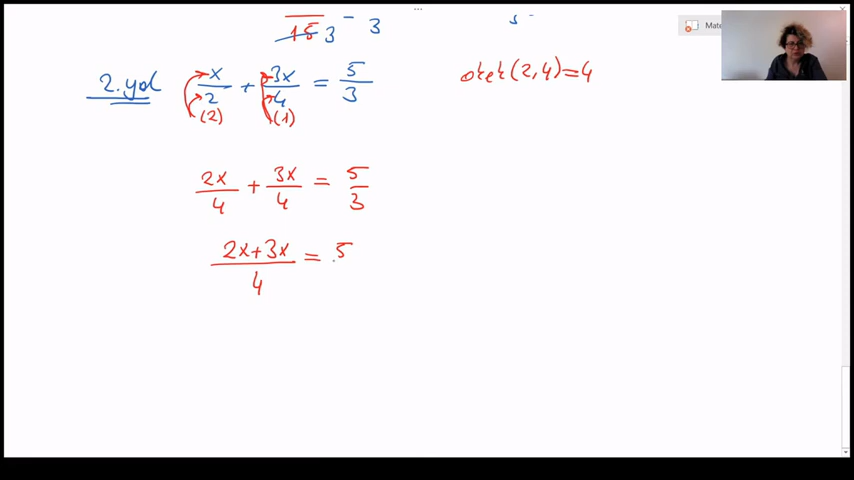 15 3 = 3
2. yol x/2 + 3x/4 = 5/3 okek(2,4)=4
(2) (1)
2x/4 + 3x/4 = 5/3
(2x+3x)/4 = 5
Mate